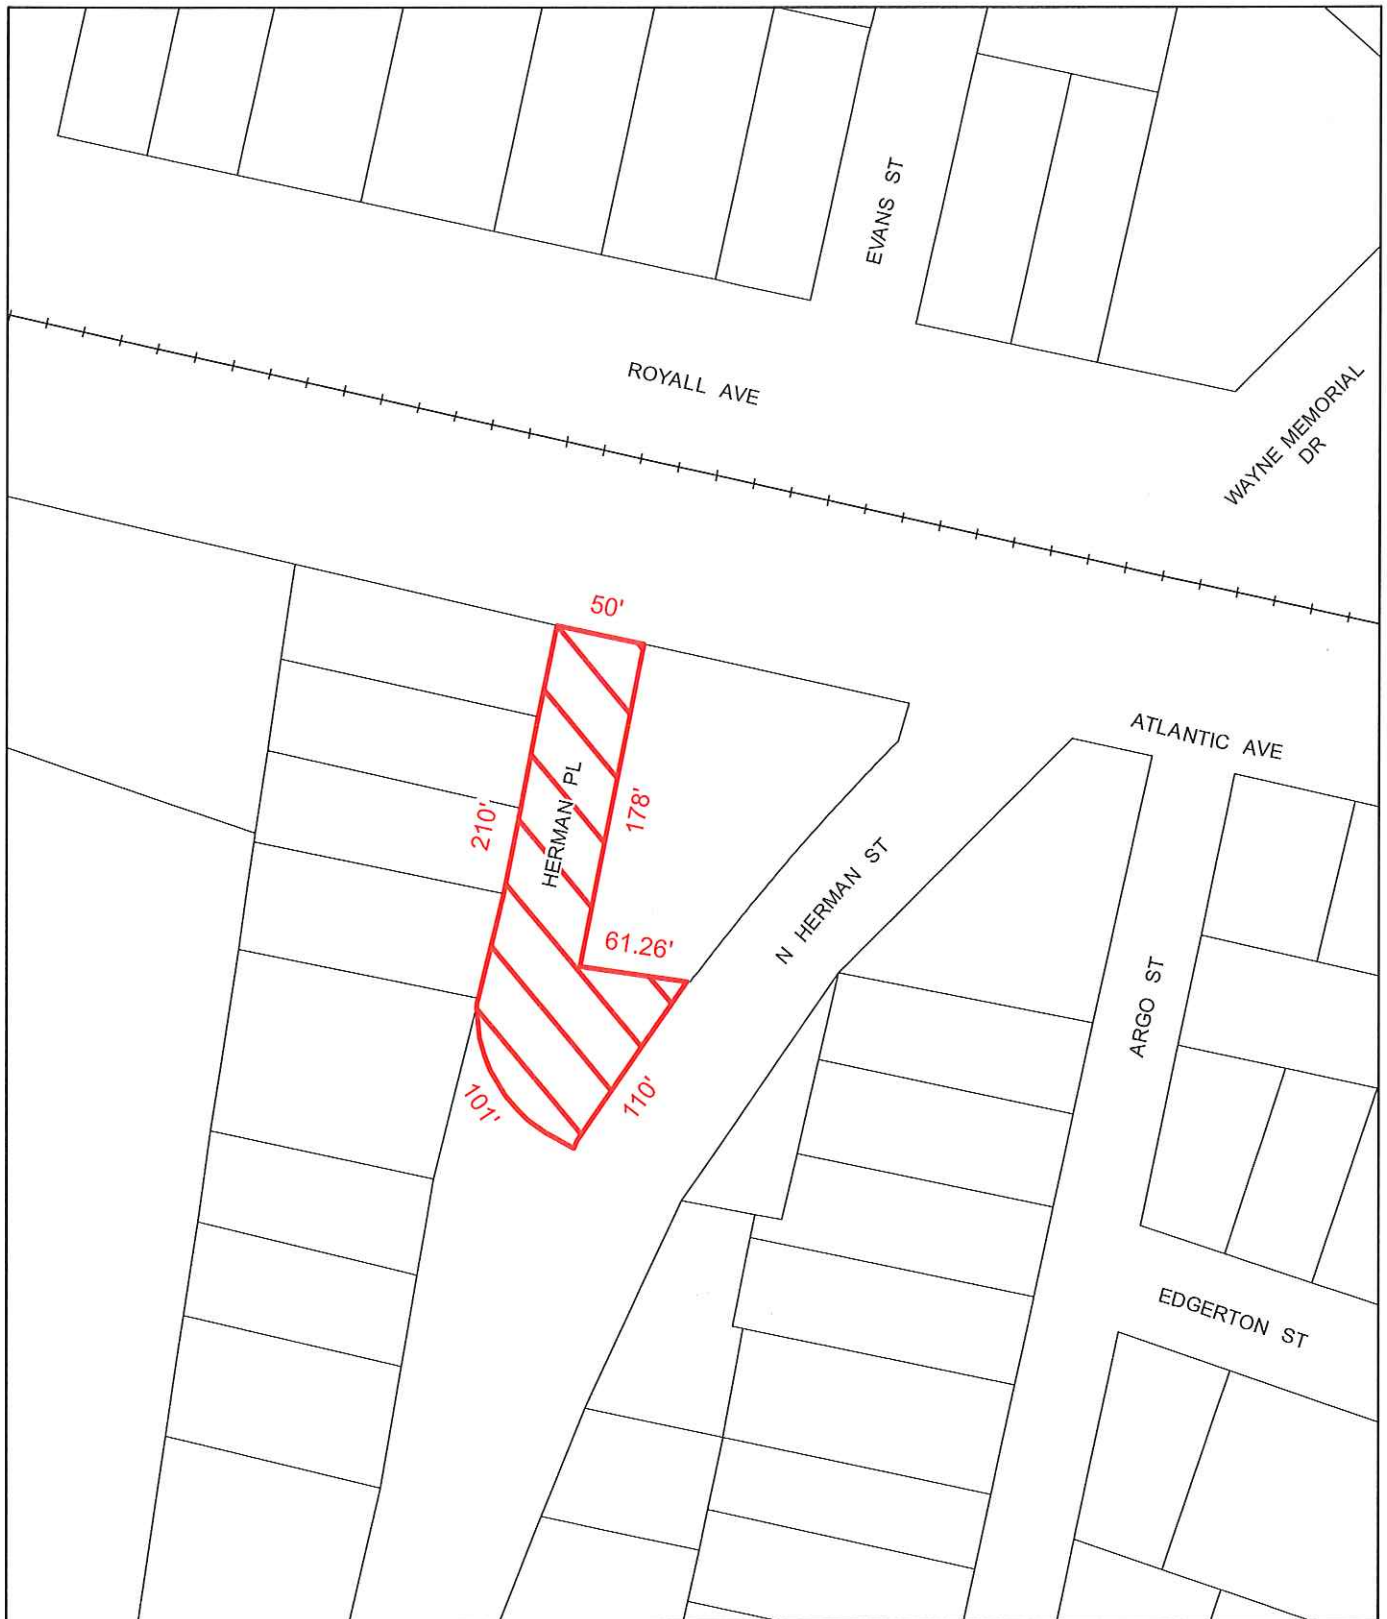 EVANS ST
ROYALL AVE
WAYNE MEMORIAL
DR
50'
ATLANTIC AVE
HERMAN PL
210'
178'
N HERMAN ST
61.26'
ARGO ST
101'
110'
EDGERTON ST